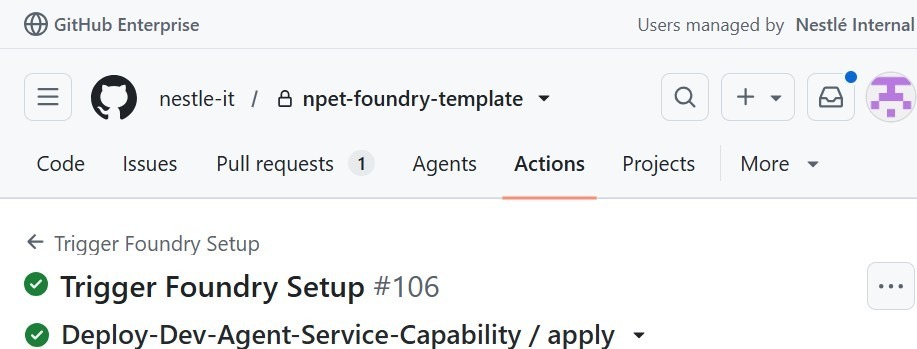 GitHub Enterprise Users managed by Nestlé Internal
nestle-it / npet-foundry-template
Code Issues Pull requests 1 Agents Actions Projects More
Trigger Foundry Setup
Trigger Foundry Setup #106
Deploy-Dev-Agent-Service-Capability / apply